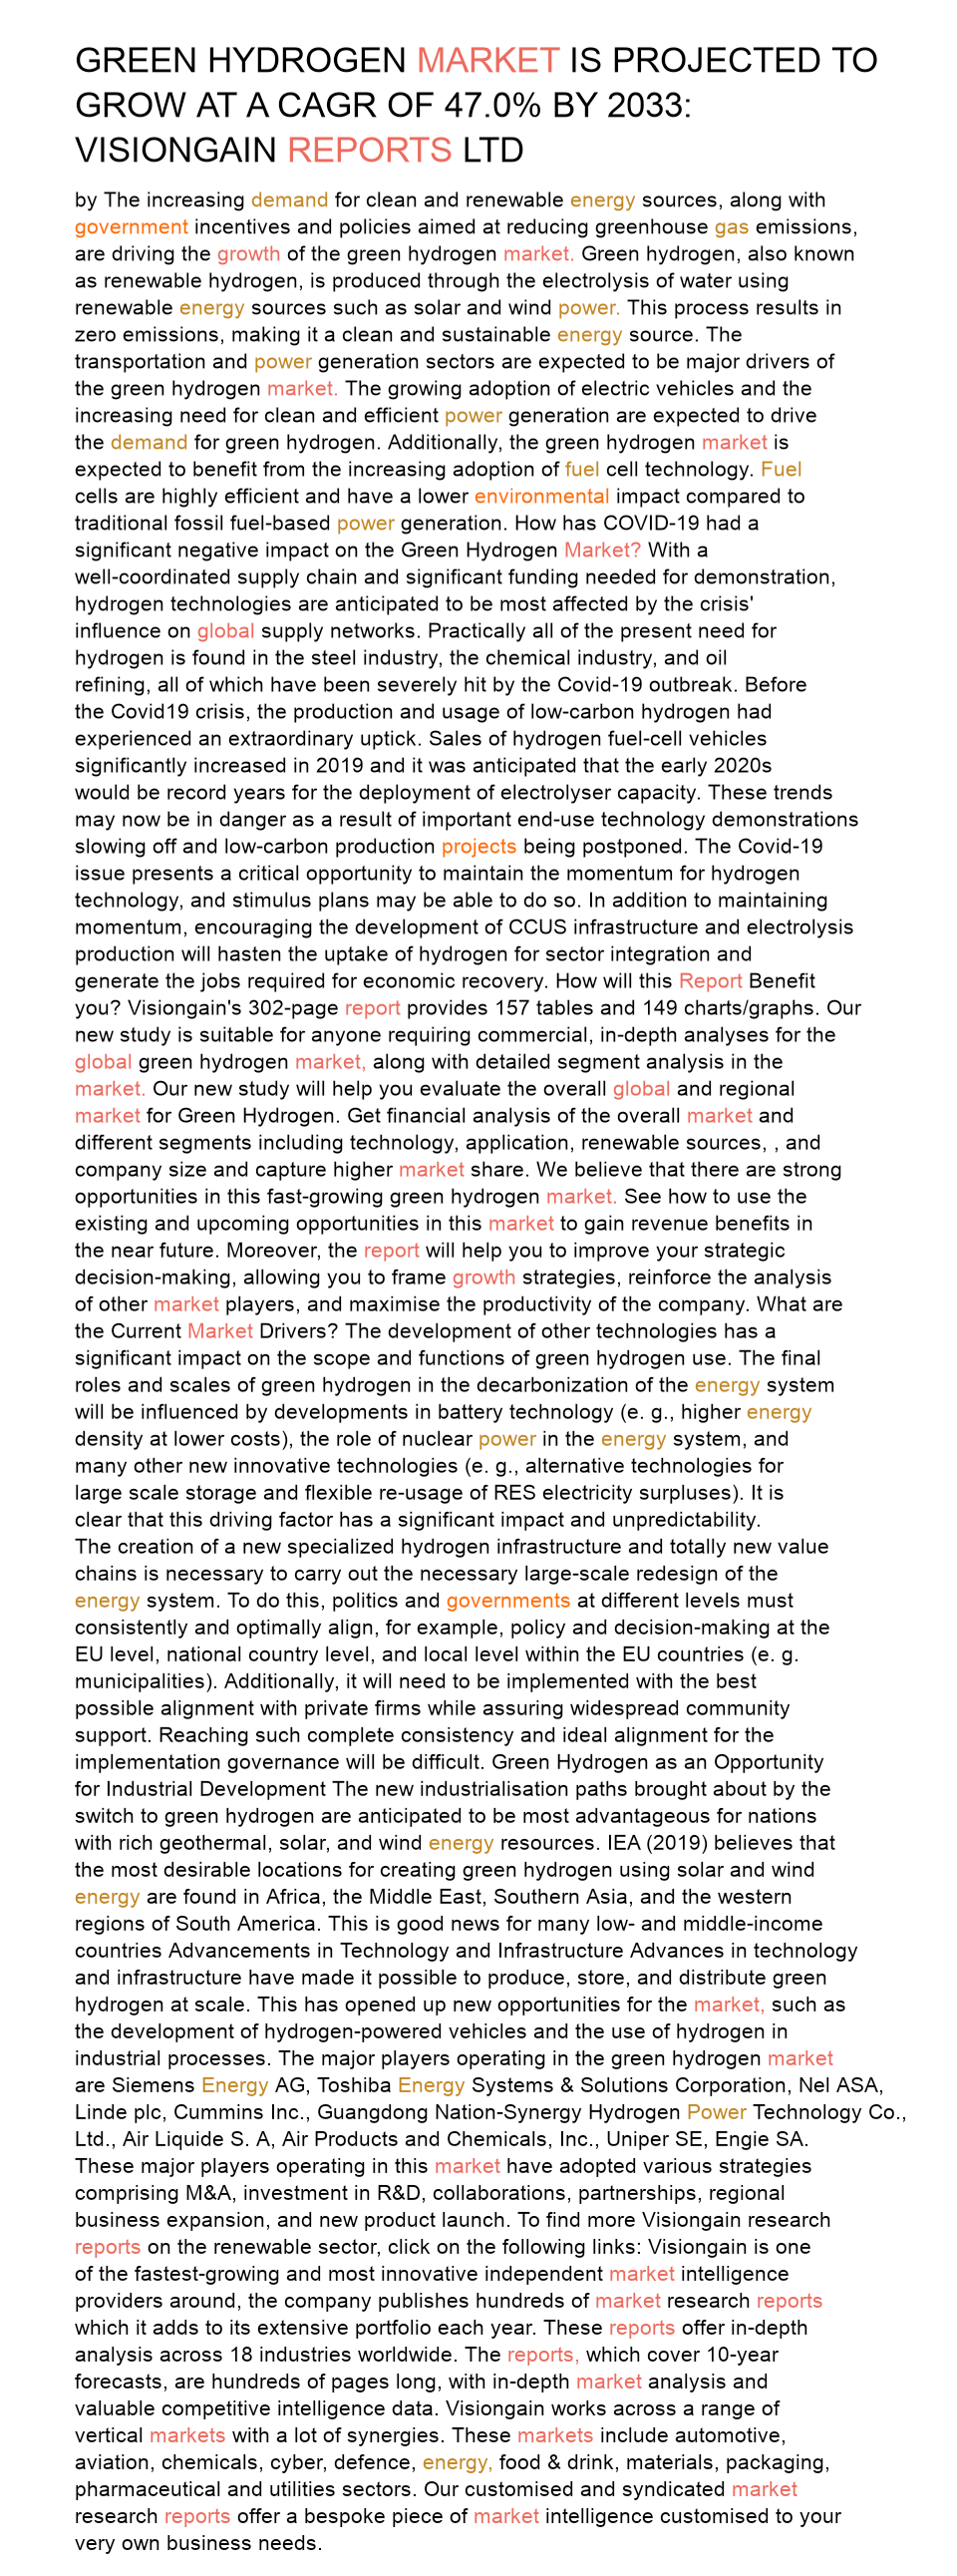 GREEN HYDROGEN MARKET IS PROJECTED TO
GROW AT A CAGR OF 47.0% BY 2033:
VISIONGAIN REPORTS LTD
by The increasing demand for clean and renewable energy sources, along with
government incentives and policies aimed at reducing greenhouse gas emissions,
are driving the growth of the green hydrogen market. Green hydrogen, also known
as renewable hydrogen, is produced through the electrolysis of water using
renewable energy sources such as solar and wind power. This process results in
zero emissions, making it a clean and sustainable energy source. The
transportation and power generation sectors are expected to be major drivers of
the green hydrogen market. The growing adoption of electric vehicles and the
increasing need for clean and efficient power generation are expected to drive
the demand for green hydrogen. Additionally, the green hydrogen market is
expected to benefit from the increasing adoption of fuel cell technology. Fuel
cells are highly efficient and have a lower environmental impact compared to
traditional fossil fuel-based power generation. How has COVID-19 had a
significant negative impact on the Green Hydrogen Market? With a
well-coordinated supply chain and significant funding needed for demonstration,
hydrogen technologies are anticipated to be most affected by the crisis'
influence on global supply networks. Practically all of the present need for
hydrogen is found in the steel industry, the chemical industry, and oil
refining, all of which have been severely hit by the Covid-19 outbreak. Before
the Covid19 crisis, the production and usage of low-carbon hydrogen had
experienced an extraordinary uptick. Sales of hydrogen fuel-cell vehicles
significantly increased in 2019 and it was anticipated that the early 2020s
would be record years for the deployment of electrolyser capacity. These trends
may now be in danger as a result of important end-use technology demonstrations
slowing off and low-carbon production projects being postponed. The Covid-19
issue presents a critical opportunity to maintain the momentum for hydrogen
technology, and stimulus plans may be able to do so. In addition to maintaining
momentum, encouraging the development of CCUS infrastructure and electrolysis
production will hasten the uptake of hydrogen for sector integration and
generate the jobs required for economic recovery. How will this Report Benefit
you? Visiongain's 302-page report provides 157 tables and 149 charts/graphs. Our
new study is suitable for anyone requiring commercial, in-depth analyses for the
global green hydrogen market, along with detailed segment analysis in the
market. Our new study will help you evaluate the overall global and regional
market for Green Hydrogen. Get financial analysis of the overall market and
different segments including technology, application, renewable sources, , and
company size and capture higher market share. We believe that there are strong
opportunities in this fast-growing green hydrogen market. See how to use the
existing and upcoming opportunities in this market to gain revenue benefits in
the near future. Moreover, the report will help you to improve your strategic
decision-making, allowing you to frame growth strategies, reinforce the analysis
of other market players, and maximise the productivity of the company. What are
the Current Market Drivers? The development of other technologies has a
significant impact on the scope and functions of green hydrogen use. The final
roles and scales of green hydrogen in the decarbonization of the energy system
will be influenced by developments in battery technology (e. g., higher energy
density at lower costs), the role of nuclear power in the energy system, and
many other new innovative technologies (e. g., alternative technologies for
large scale storage and flexible re-usage of RES electricity surpluses). It is
clear that this driving factor has a significant impact and unpredictability.
The creation of a new specialized hydrogen infrastructure and totally new value
chains is necessary to carry out the necessary large-scale redesign of the
energy system. To do this, politics and governments at different levels must
consistently and optimally align, for example, policy and decision-making at the
EU level, national country level, and local level within the EU countries (e. g.
municipalities). Additionally, it will need to be implemented with the best
possible alignment with private firms while assuring widespread community
support. Reaching such complete consistency and ideal alignment for the
implementation governance will be difficult. Green Hydrogen as an Opportunity
for Industrial Development The new industrialisation paths brought about by the
switch to green hydrogen are anticipated to be most advantageous for nations
with rich geothermal, solar, and wind energy resources. IEA (2019) believes that
the most desirable locations for creating green hydrogen using solar and wind
energy are found in Africa, the Middle East, Southern Asia, and the western
regions of South America. This is good news for many low- and middle-income
countries Advancements in Technology and Infrastructure Advances in technology
and infrastructure have made it possible to produce, store, and distribute green
hydrogen at scale. This has opened up new opportunities for the market, such as
the development of hydrogen-powered vehicles and the use of hydrogen in
industrial processes. The major players operating in the green hydrogen market
are Siemens Energy AG, Toshiba Energy Systems & Solutions Corporation, Nel ASA,
Linde plc, Cummins Inc., Guangdong Nation-Synergy Hydrogen Power Technology Co.,
Ltd., Air Liquide S. A, Air Products and Chemicals, Inc., Uniper SE, Engie SA.
These major players operating in this market have adopted various strategies
comprising M&A, investment in R&D, collaborations, partnerships, regional
business expansion, and new product launch. To find more Visiongain research
reports on the renewable sector, click on the following links: Visiongain is one
of the fastest-growing and most innovative independent market intelligence
providers around, the company publishes hundreds of market research reports
which it adds to its extensive portfolio each year. These reports offer in-depth
analysis across 18 industries worldwide. The reports, which cover 10-year
forecasts, are hundreds of pages long, with in-depth market analysis and
valuable competitive intelligence data. Visiongain works across a range of
vertical markets with a lot of synergies. These markets include automotive,
aviation, chemicals, cyber, defence, energy, food & drink, materials, packaging,
pharmaceutical and utilities sectors. Our customised and syndicated market
research reports offer a bespoke piece of market intelligence customised to your
very own business needs.